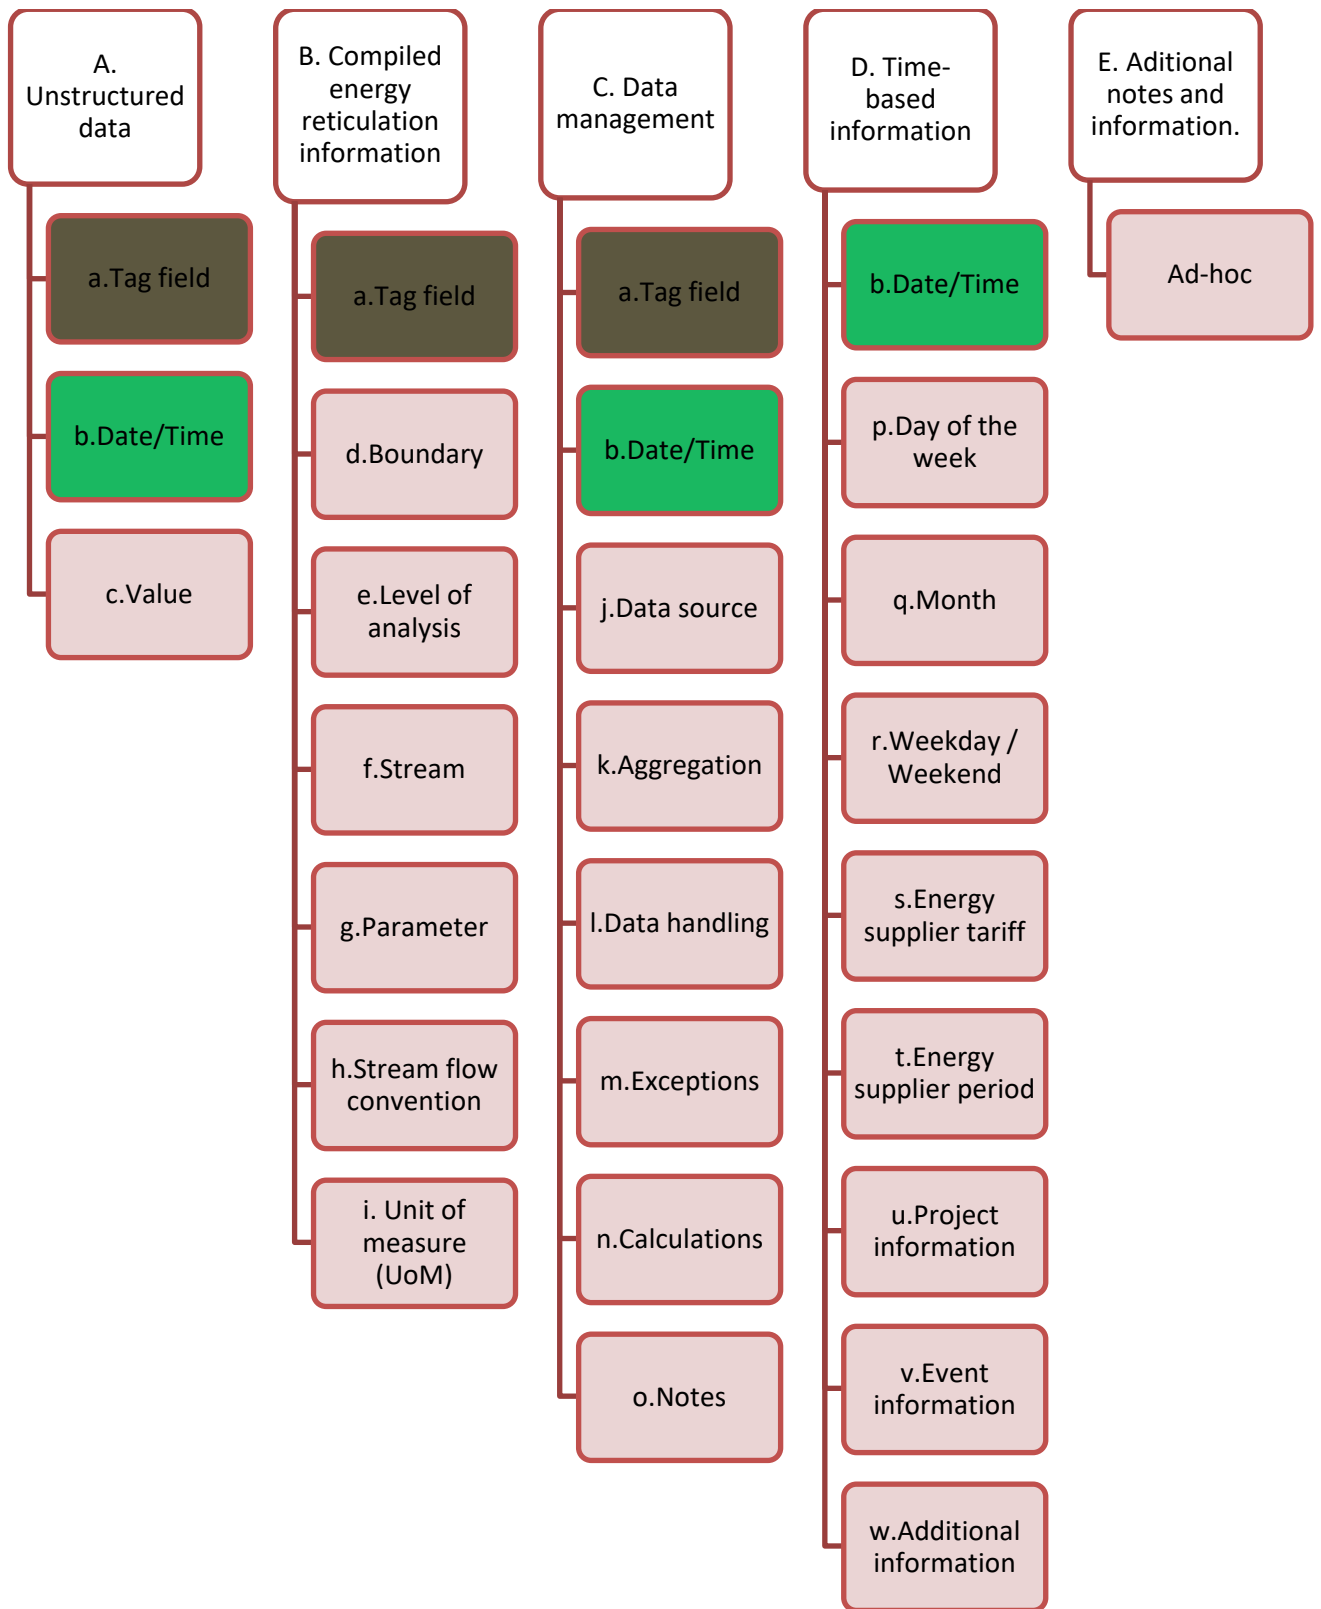 A.
Unstructured
data
a.Tag field
b.Date/Time
c.Value
B. Compiled
energy
reticulation
information
a.Tag field
d.Boundary
e.Level of
analysis
f.Stream
g.Parameter
h.Stream flow
convention
i. Unit of
measure
(UoM)
C. Data
management
a.Tag field
b.Date/Time
j.Data source
k.Aggregation
l.Data handling
m.Exceptions
n.Calculations
o.Notes
D. Time-
based
information
b.Date/Time
p.Day of the
week
q.Month
r.Weekday /
Weekend
s.Energy
supplier tariff
t.Energy
supplier period
u.Project
information
v.Event
information
w.Additional
information
E. Aditional
notes and
information.
Ad-hoc